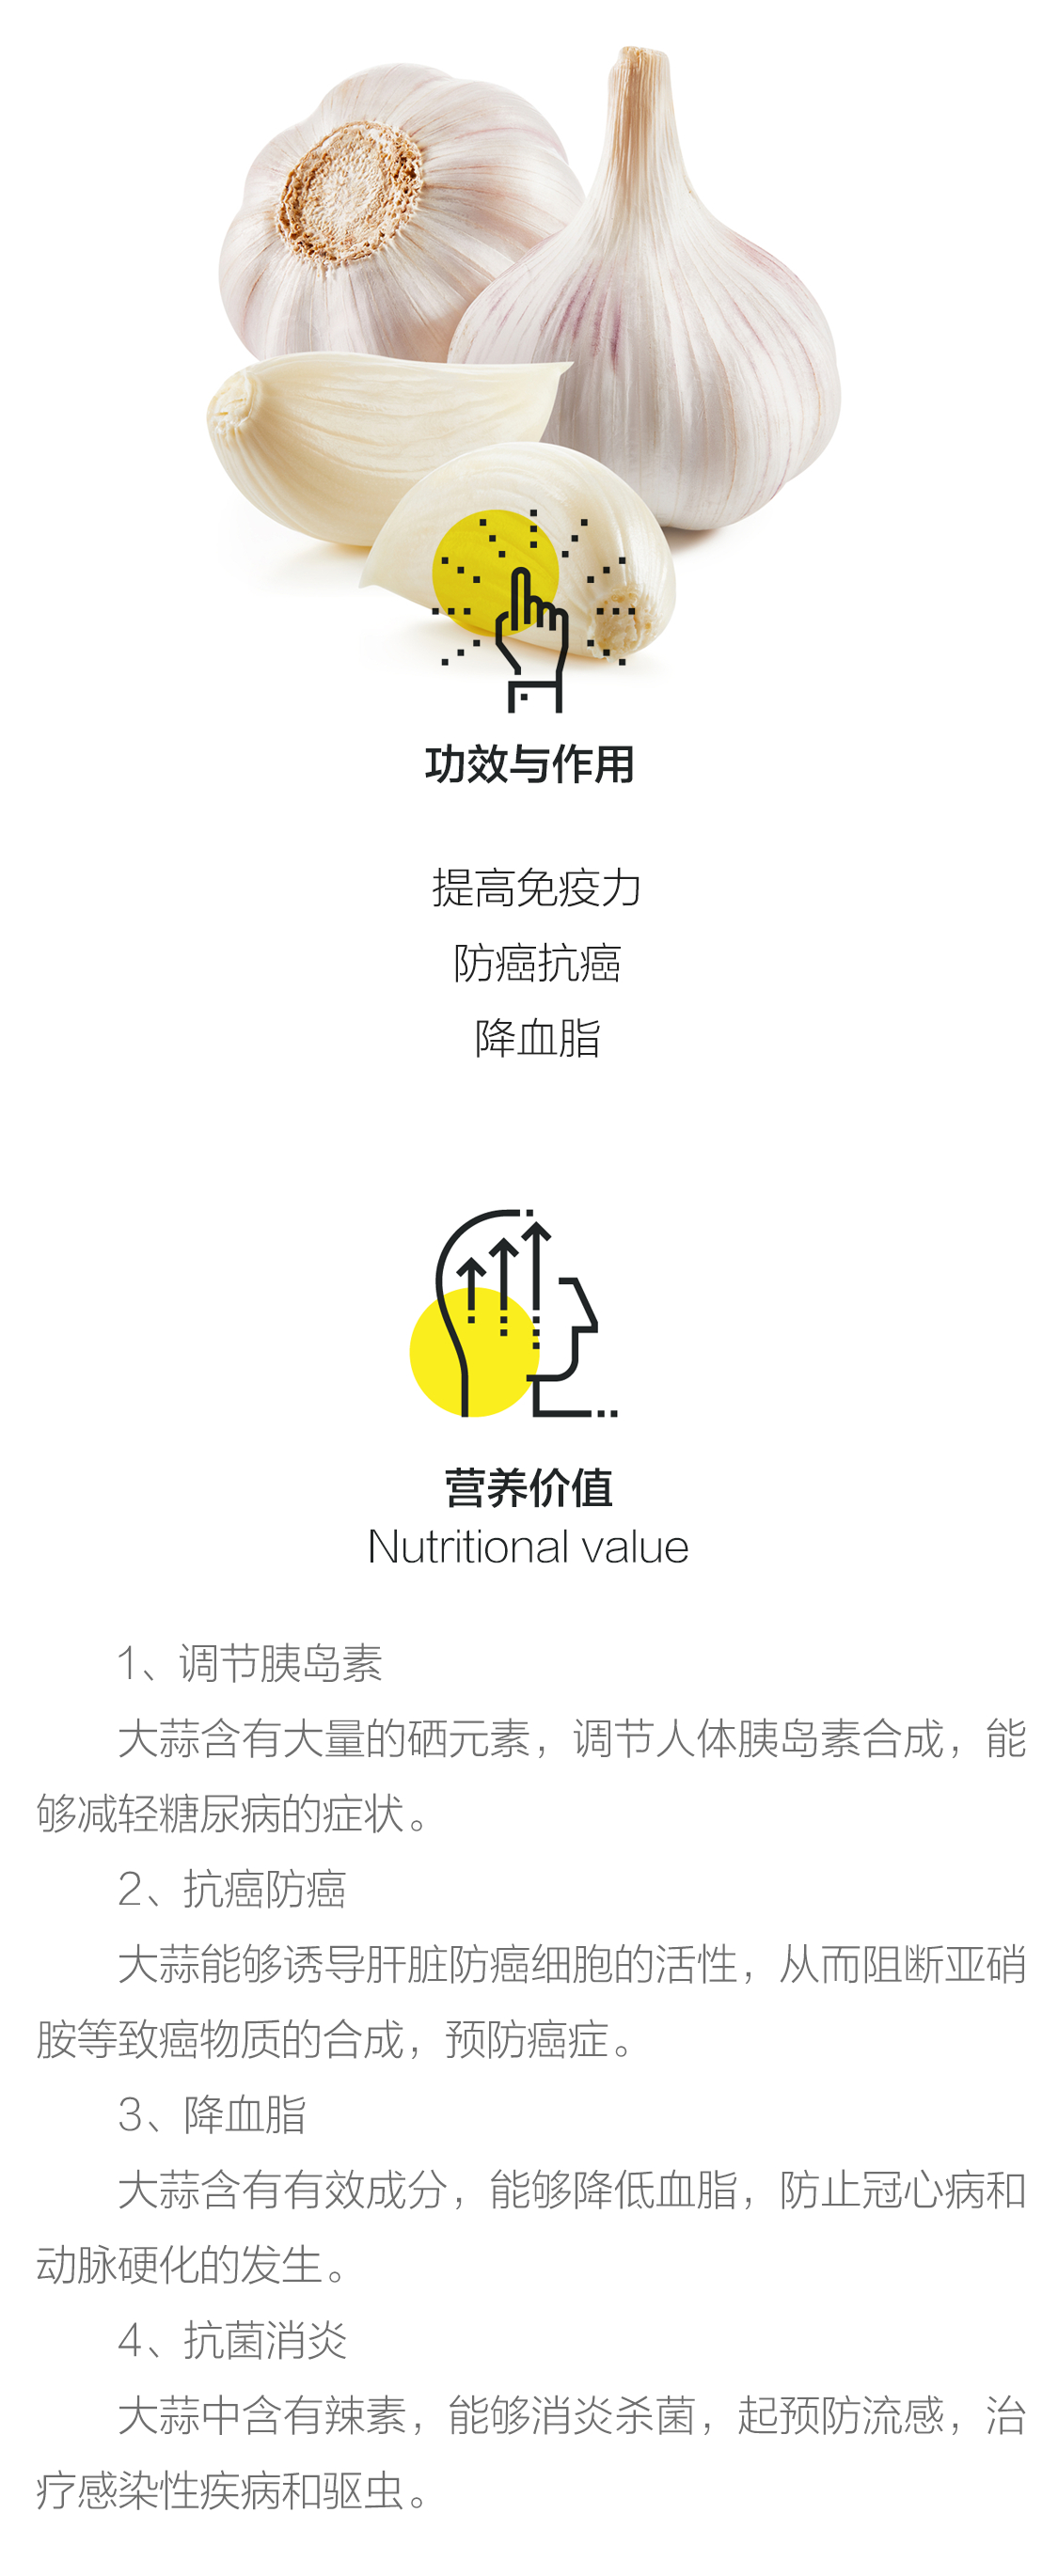 功效与作用
提高免疫力
防癌抗癌
降血脂
营养价值
Nutritional value
1、调节胰岛素
大蒜含有大量的硒元素，调节人体胰岛素合成，能
够减轻糖尿病的症状。
2、抗癌防癌
大蒜能够诱导肝脏防癌细胞的活性，从而阻断亚硝
胺等致癌物质的合成，预防癌症。
3、降血脂
大蒜含有有效成分，能够降低血脂，防止冠心病和
动脉硬化的发生。
4、抗菌消炎
大蒜中含有辣素，能够消炎杀菌，起预防流感，治
疗感染性疾病和驱虫。